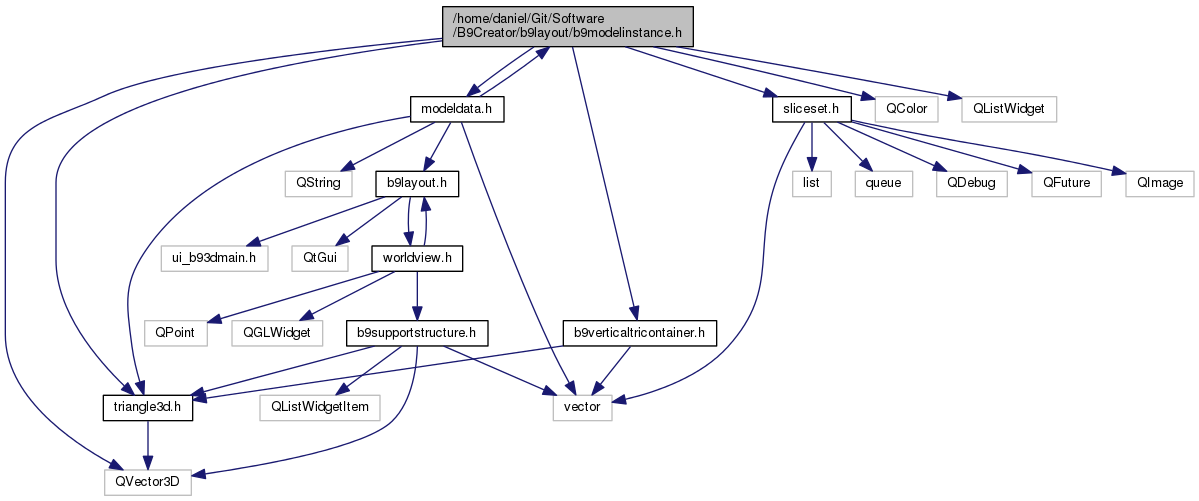 /home/daniel/Git/Software
/B9Creator/b9layout/b9modelinstance.h
modeldata.h
sliceset.h
QColor
QListWidget
QString
b9layout.h
list
queue
QDebug
QFuture
QImage
ui_b93dmain.h
QtGui
worldview.h
QPoint
QGLWidget
b9supportstructure.h
b9verticaltricontainer.h
triangle3d.h
QListWidgetItem
vector
QVector3D